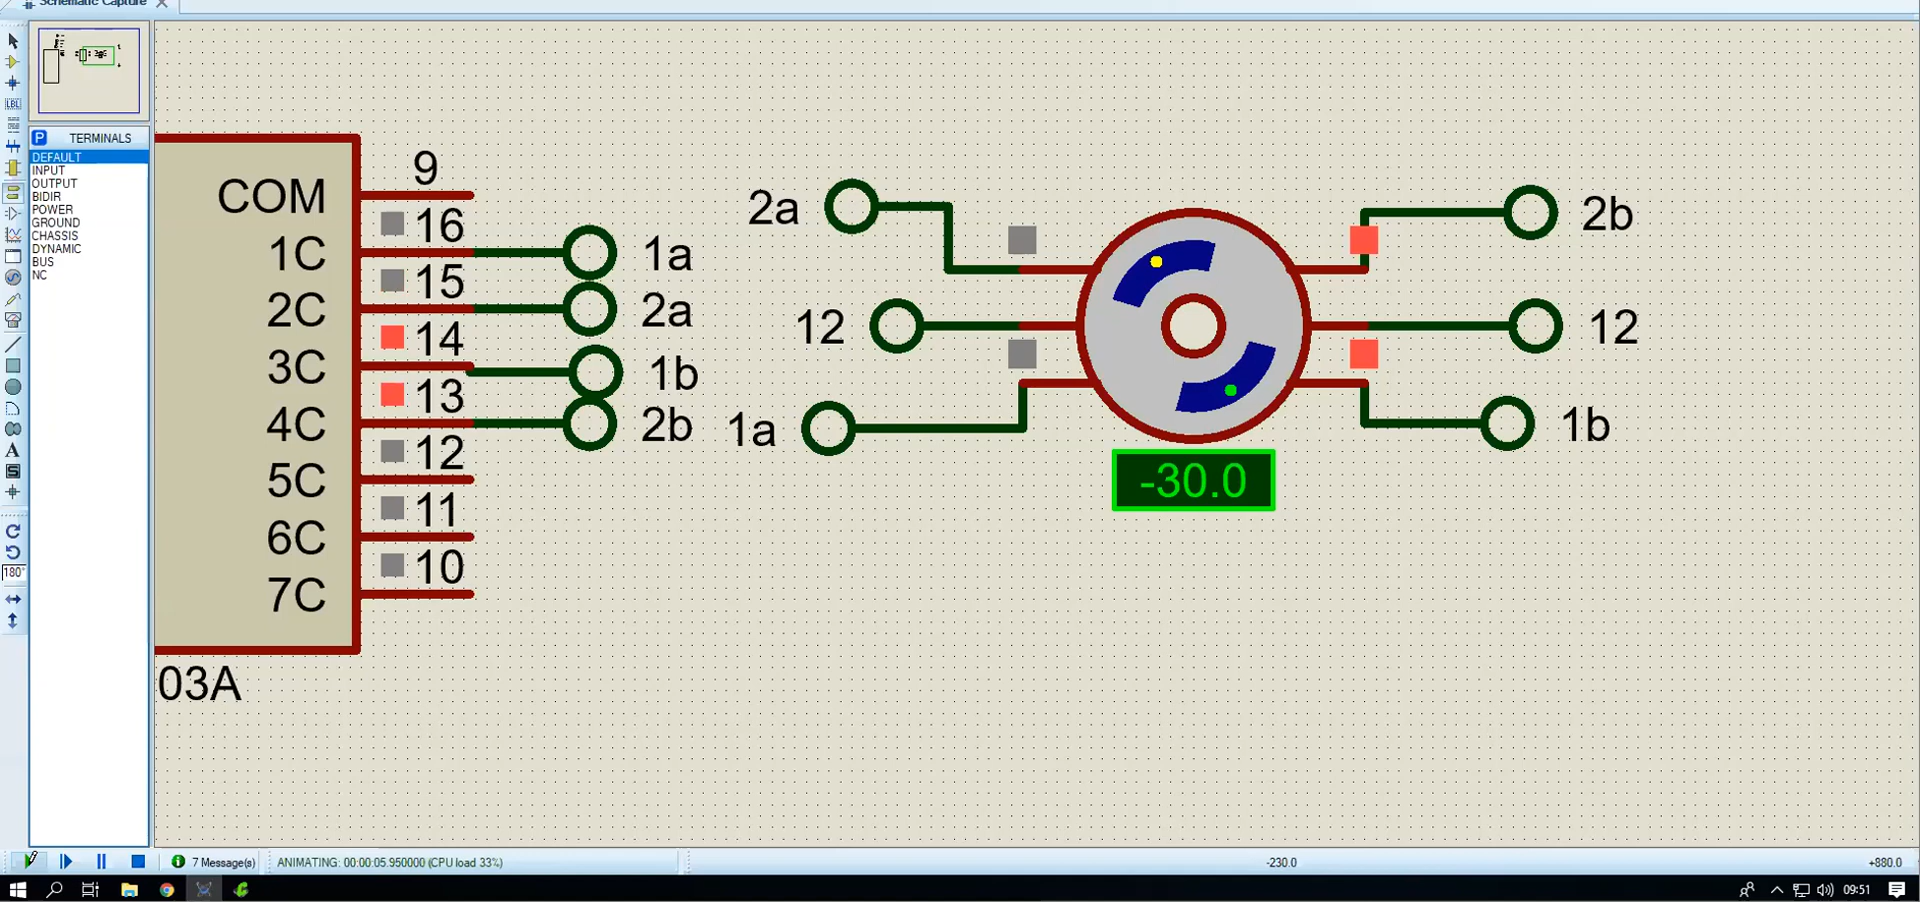 Schematic Capture
P TERMINALS
DEFAULT
INPUT
OUTPUT
BIDIR
POWER
GROUND
CHASSIS
DYNAMIC
BUS
NC
LBL
A
S
180°
COM 9
1C 16 1a
2C 15 2a
3C 14 1b
4C 13 2b
5C 12
6C 11
7C 10
03A
2a
12
1a
2b
12
1b
-30.0
7 Message(s)
ANIMATING: 00:00:05.950000 (CPU load 33%)
-230.0
+880.0
09:51